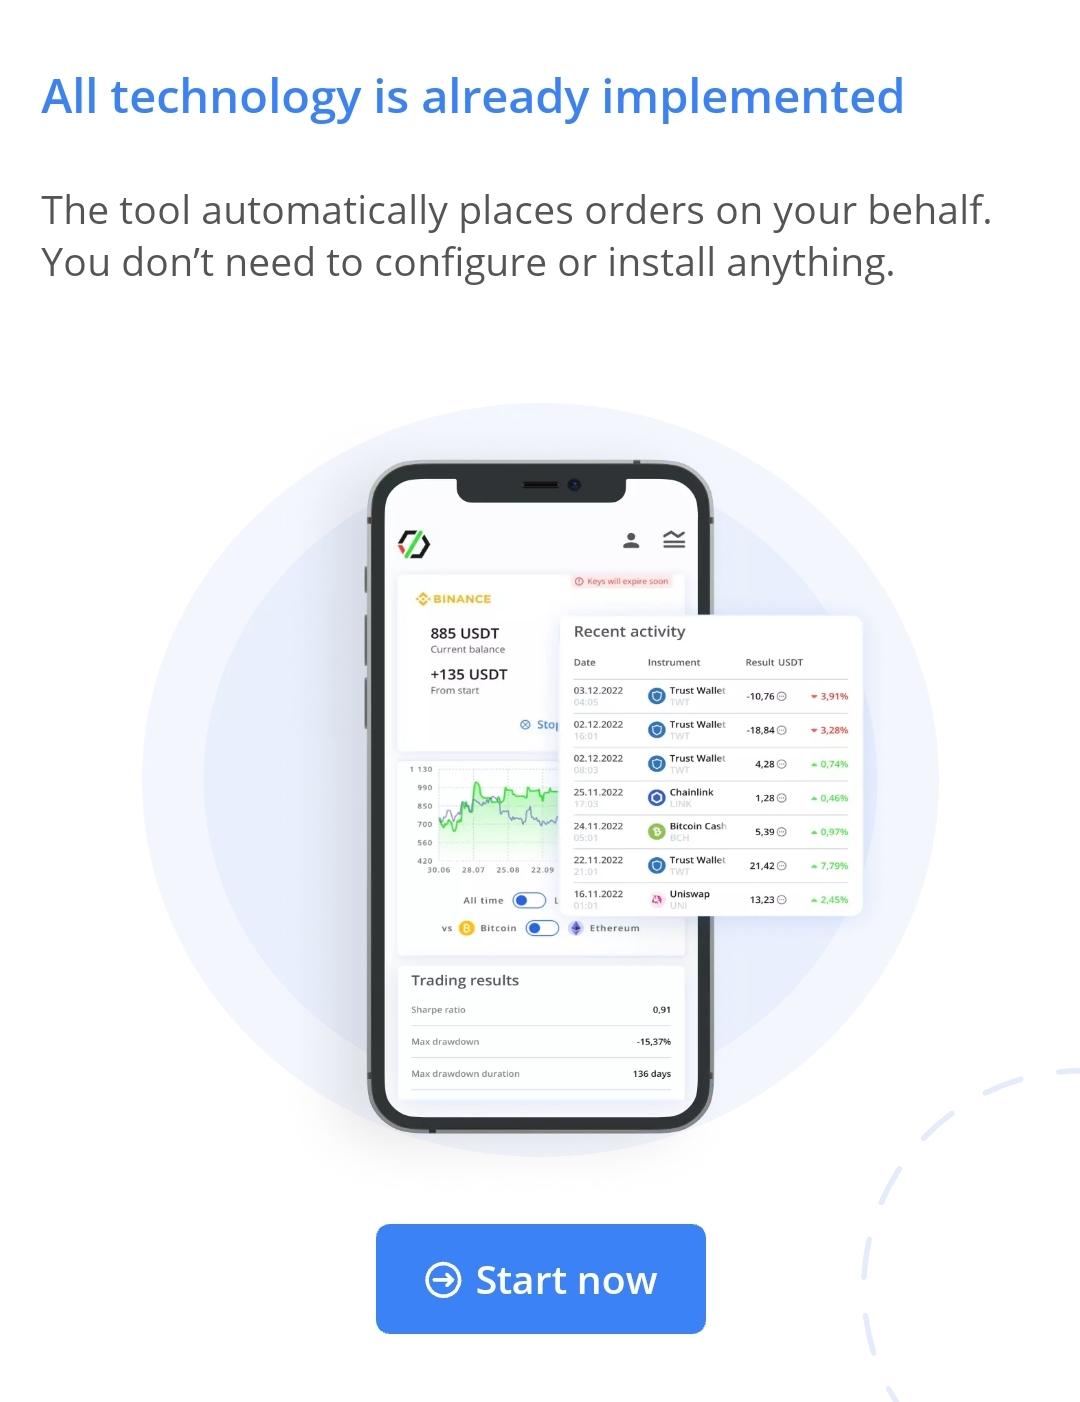 All technology is already implemented
The tool automatically places orders on your behalf.
You don’t need to configure or install anything.
Keys will expire soon
BINANCE
885 USDT
Current balance
+135 USDT
From start
Stop
Recent activity
Date Instrument Result USDT
03.12.2022 Trust Wallet -10,76 3,91%
04:05 TWT
02.12.2022 Trust Wallet -18,84 3,28%
16:01 TWT
02.12.2022 Trust Wallet 4,28 0,74%
08:03 TWT
25.11.2022 Chainlink 1,28 0,46%
17:03 LINK
24.11.2022 Bitcoin Cash 5,39 0,97%
05:01 BCH
22.11.2022 Trust Wallet 21,42 7,79%
21:01 TWT
16.11.2022 Uniswap 13,23 2,45%
01:01 UNI
1 130
990
850
700
560
420
30.06 28.07 25.08 22.09
All time L
vs Bitcoin Ethereum
Trading results
Sharpe ratio 0,91
Max drawdown -15,37%
Max drawdown duration 136 days
Start now